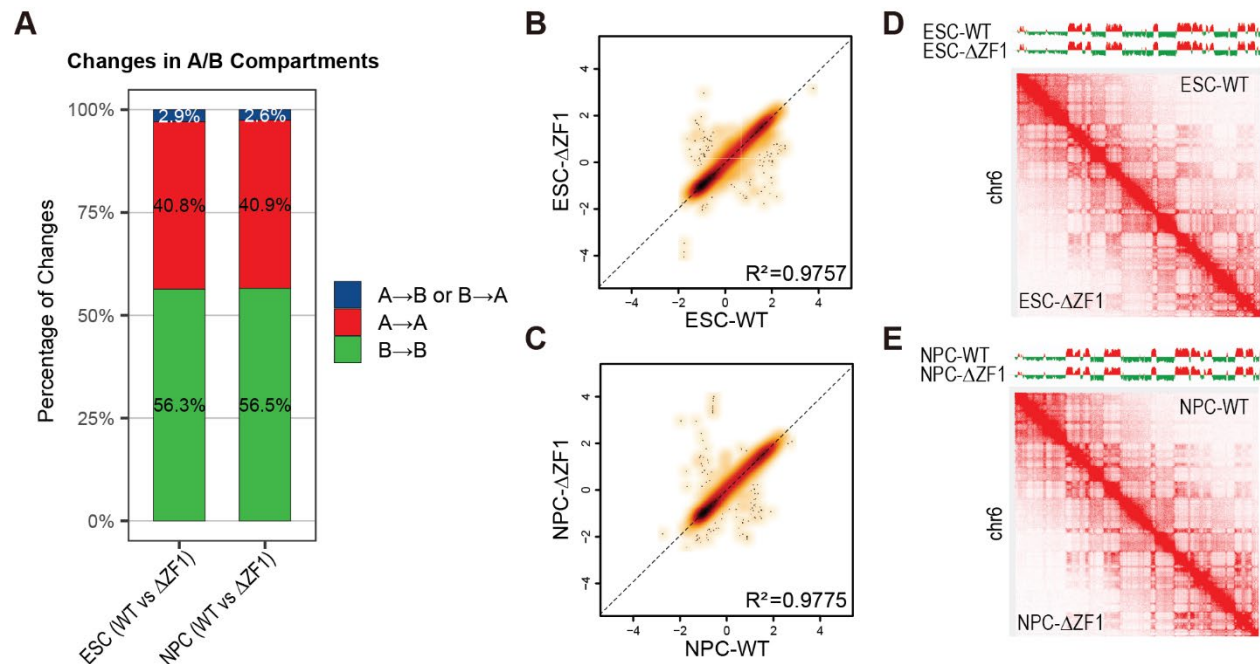 A
Changes in A/B Compartments
Percentage of Changes
100%
75%
50%
25%
0%
2.9%
2.6%
40.8%
40.9%
56.3%
56.5%
ESC (WT vs ΔZF1)
NPC (WT vs ΔZF1)
A→B or B→A
A→A
B→B
B
ESC-ΔZF1
4
2
0
−2
−4
R²=0.9757
−4 −2 0 2 4
ESC-WT
C
NPC-ΔZF1
4
2
0
−2
−4
R²=0.9775
−4 −2 0 2 4
NPC-WT
D
ESC-WT
ESC-ΔZF1
ESC-WT
chr6
ESC-ΔZF1
E
NPC-WT
NPC-ΔZF1
NPC-WT
chr6
NPC-ΔZF1